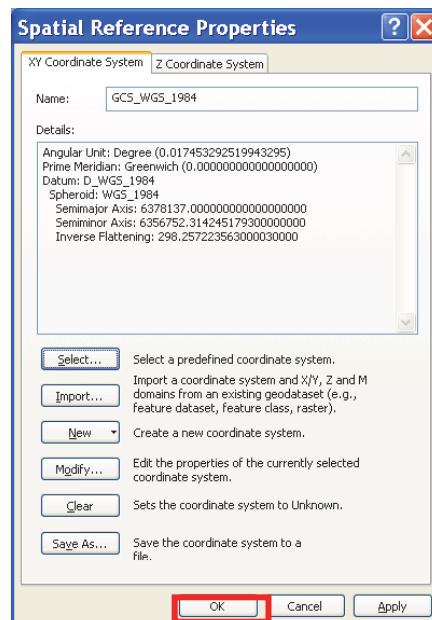 Spatial Reference Properties
XY Coordinate System Z Coordinate System
Name: GCS_WGS_1984
Details:
Angular Unit: Degree (0.017453292519943295)
Prime Meridian: Greenwich (0.000000000000000000)
Datum: D_WGS_1984
Spheroid: WGS_1984
Semimajor Axis: 6378137.000000000000000000
Semiminor Axis: 6356752.314245179300000000
Inverse Flattening: 298.257223563000030000
Select... Select a predefined coordinate system.
Import a coordinate system and X/Y, Z and M
Import... domains from an existing geodataset (e.g.,
feature dataset, feature class, raster).
New Create a new coordinate system.
Modify... Edit the properties of the currently selected
coordinate system.
Clear Sets the coordinate system to Unknown.
Save As... Save the coordinate system to a
file.
OK Cancel Apply